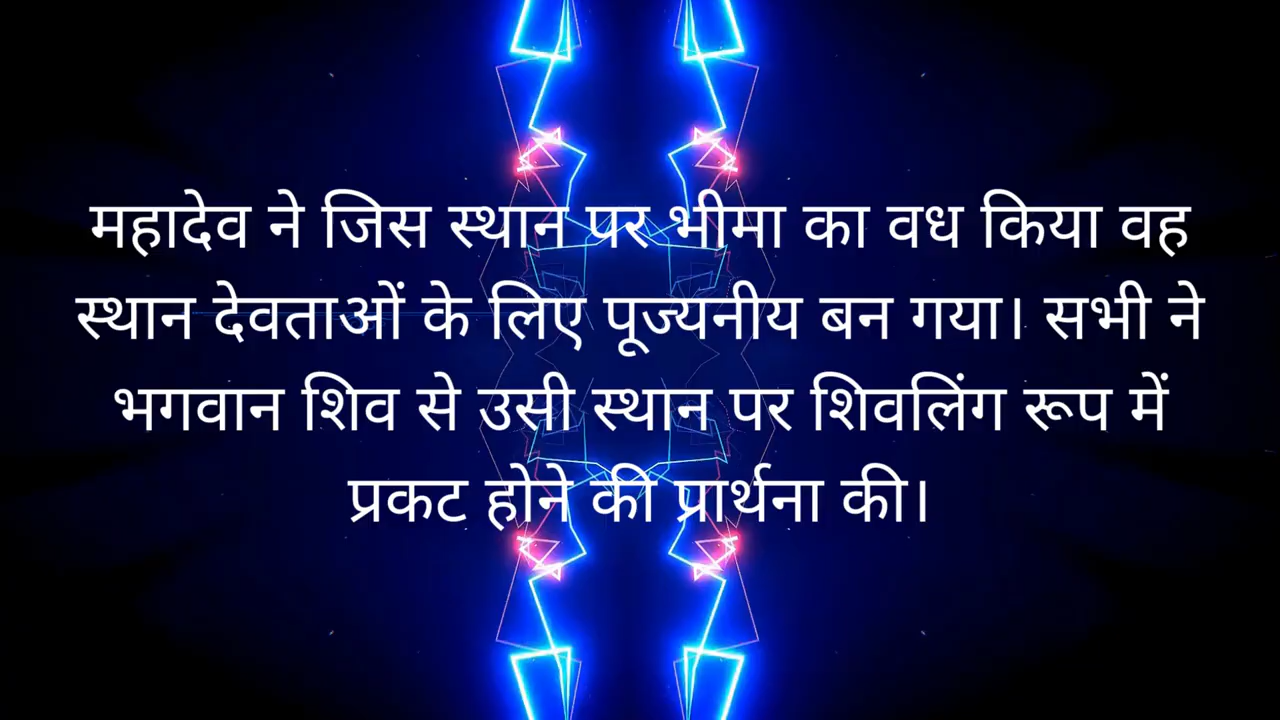 महादेव ने जिस स्थान पर भीमा का वध किया वह
स्थान देवताओं के लिए पूज्यनीय बन गया। सभी ने
भगवान शिव से उसी स्थान पर शिवलिंग रूप में
प्रकट होने की प्रार्थना की।